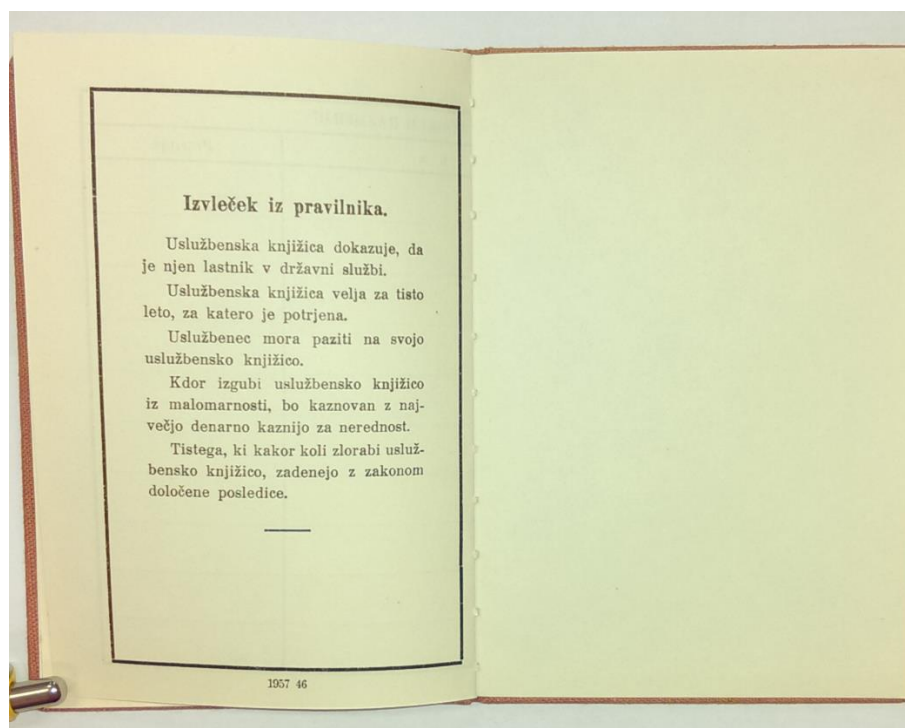 Izvleček iz pravilnika.
Uslužbenska knjižica dokazuje, da
je njen lastnik v državni službi.
Uslužbenska knjižica velja za tisto
leto, za katero je potrjena.
Uslužbenec mora paziti na svojo
uslužbensko knjižico.
Kdor izgubi uslužbensko knjižico
iz malomarnosti, bo kaznovan z naj-
večjo denarno kaznijo za nerednost.
Tistega, ki kakor koli zlorabi usluž-
bensko knjižico, zadenejo z zakonom
določene posledice.
1957 46